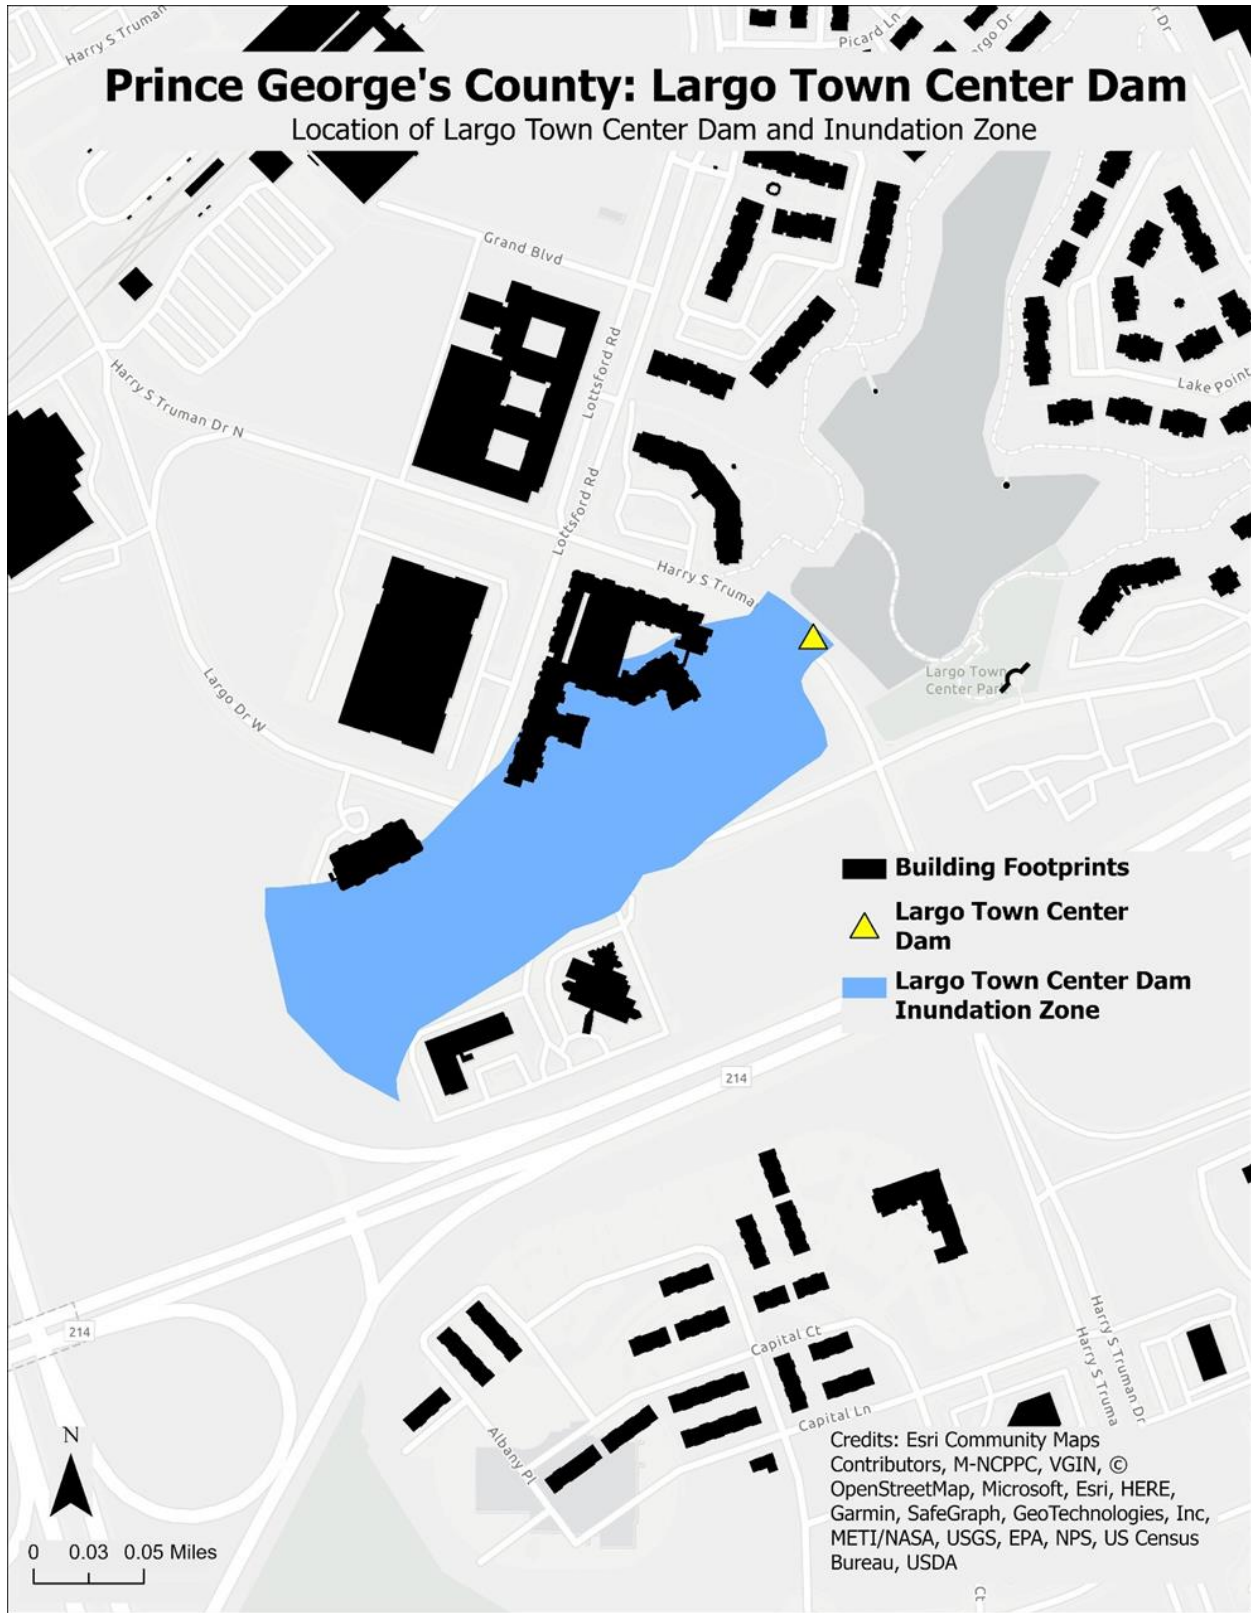 Harry S Truman
Picard Ln
argo Dr
r Dr
Prince George's County: Largo Town Center Dam
Location of Largo Town Center Dam and Inundation Zone
Grand Blvd
Lottsford Rd
Harry S Truman Dr N
Lake Point
Lottsford Rd
Harry S Truma
Largo Town
Center Par
Largo Dr W
Building Footprints
Largo Town Center
Dam
Largo Town Center Dam
Inundation Zone
214
214
Harry S Truman Dr
Harry S Truma
Capital Ct
Capital Ln
Albany Pl
N
0 0.03 0.05 Miles
Credits: Esri Community Maps
Contributors, M-NCPPC, VGIN, ©
OpenStreetMap, Microsoft, Esri, HERE,
Garmin, SafeGraph, GeoTechnologies, Inc,
METI/NASA, USGS, EPA, NPS, US Census
Bureau, USDA
Ct